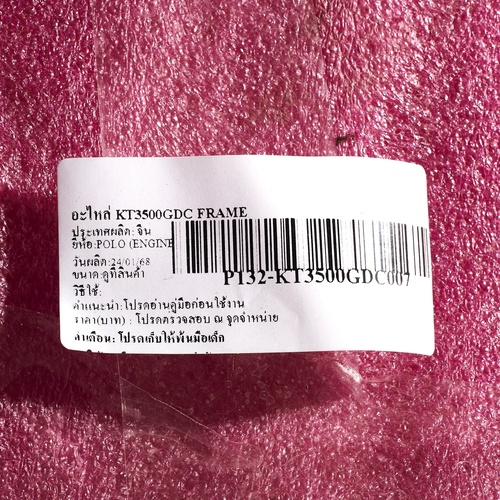 อะไหล่ KT3500GDC FRAME
ประเทศผลิต: จีน
ยี่ห้อ:POLO (ENGINE
วันผลิต:24/01/68
ขนาด:ดูที่สินค้า
PT32-KT3500GDC007
วิธีใช้:
คำแนะนำ:โปรดอ่านคู่มือก่อนใช้งาน
ราคา(บาท) : โปรดตรวจสอบ ณ จุดจำหน่าย
คำเตือน: โปรดเก็บให้พ้นมือเด็ก